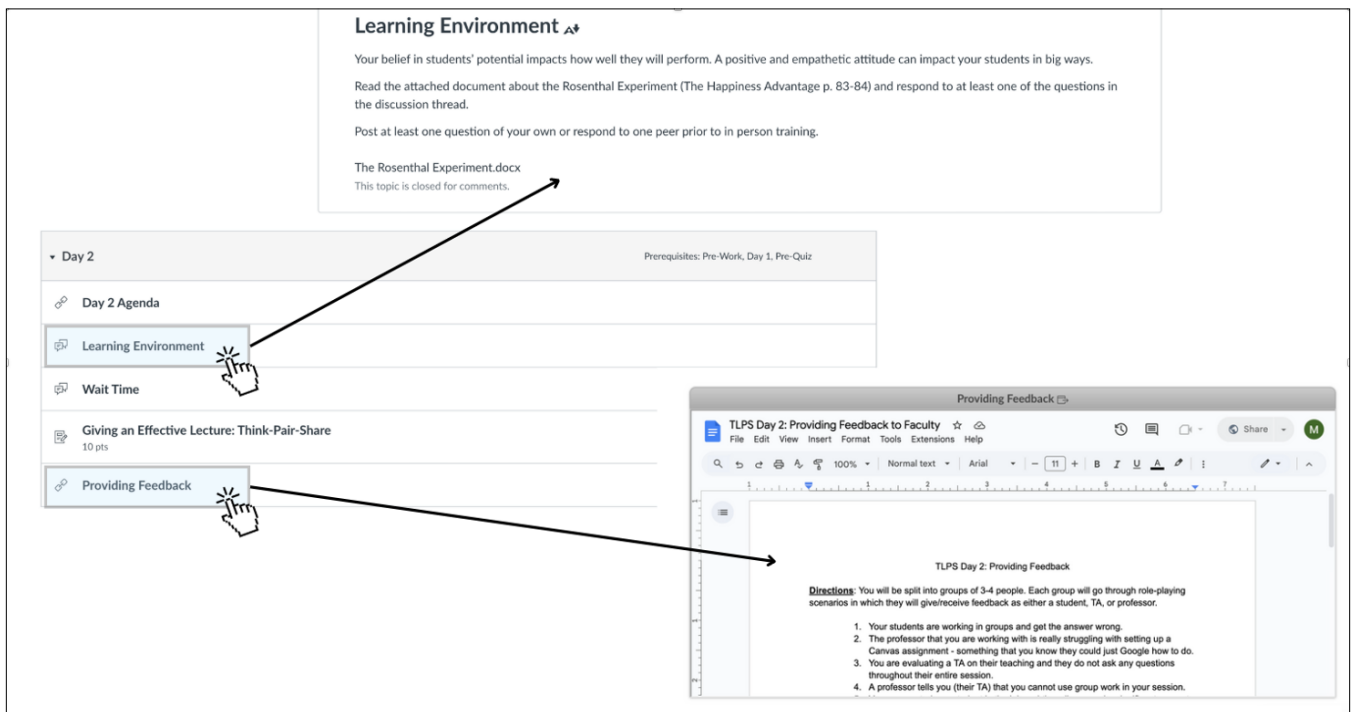 Learning Environment
Your belief in students' potential impacts how well they will perform. A positive and empathetic attitude can impact your students in big ways.
Read the attached document about the Rosenthal Experiment (The Happiness Advantage p. 83-84) and respond to at least one of the questions in
the discussion thread.
Post at least one question of your own or respond to one peer prior to in person training.
The Rosenthal Experiment.docx
This topic is closed for comments.
Day 2
Prerequisites: Pre-Work, Day 1, Pre-Quiz
Day 2 Agenda
Learning Environment
Wait Time
Giving an Effective Lecture: Think-Pair-Share
10 pts
Providing Feedback
Providing Feedback
TLPS Day 2: Providing Feedback to Faculty
Share
M
File Edit View Insert Format Tools Extensions Help
100% Normal text Arial - 11 + B I U A
1 1 2 3 4 5 6 7
TLPS Day 2: Providing Feedback
Directions: You will be split into groups of 3-4 people. Each group will go through role-playing
scenarios in which they will give/receive feedback as either a student, TA, or professor.
1. Your students are working in groups and get the answer wrong.
2. The professor that you are working with is really struggling with setting up a
Canvas assignment - something that you know they could just Google how to do.
3. You are evaluating a TA on their teaching and they do not ask any questions
throughout their entire session.
4. A professor tells you (their TA) that you cannot use group work in your session.